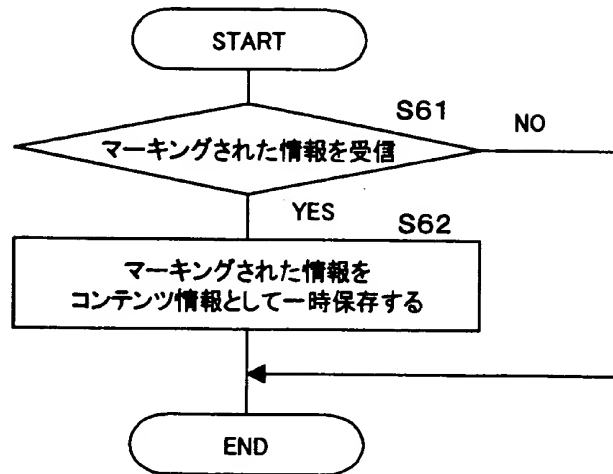 START
S61
マーキングされた情報を受信
NO
YES
S62
マーキングされた情報を
コンテンツ情報として一時保存する
END